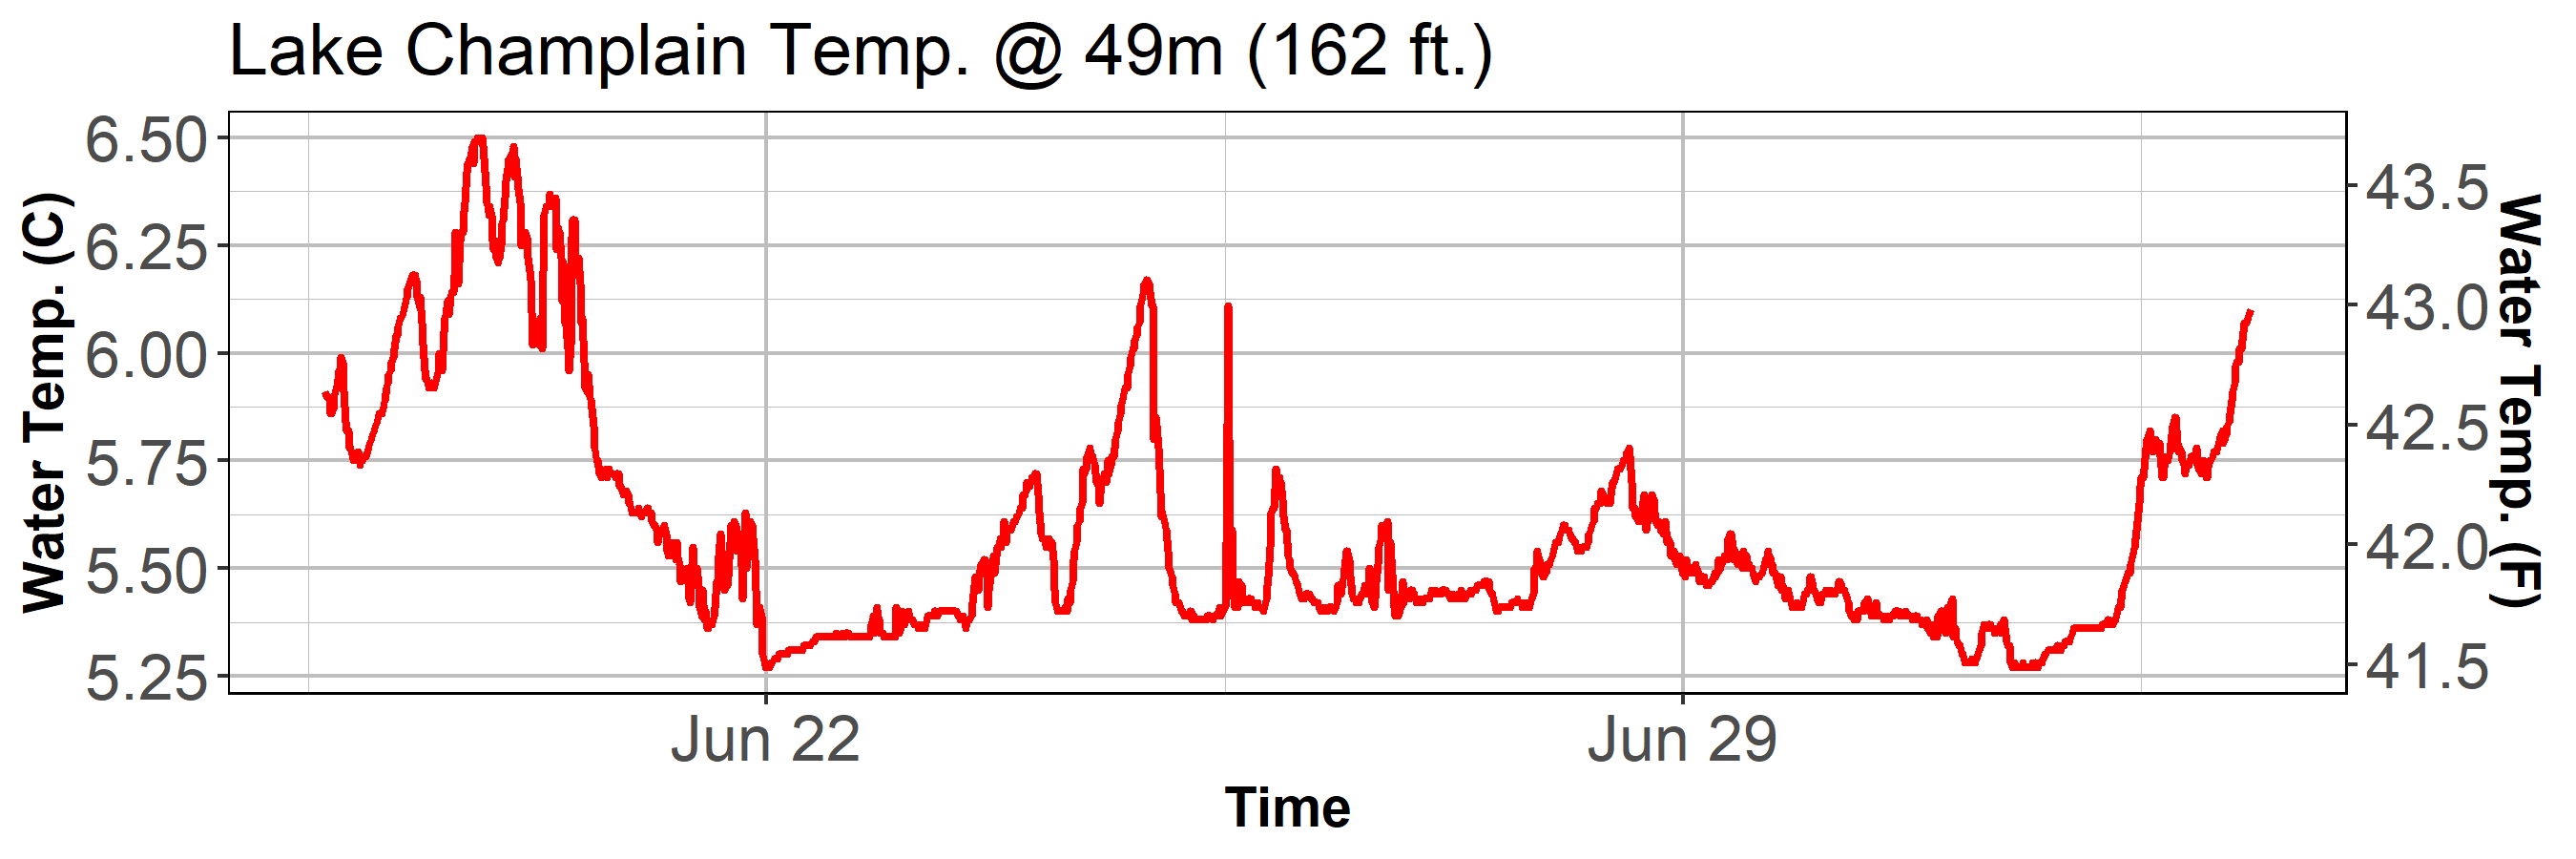 Lake Champlain Temp. @ 49m (162 ft.)
Water Temp. (C)
6.50
6.25
6.00
5.75
5.50
5.25
43.5
43.0
42.5
42.0
41.5
Water Temp. (F)
Jun 22
Jun 29
Time